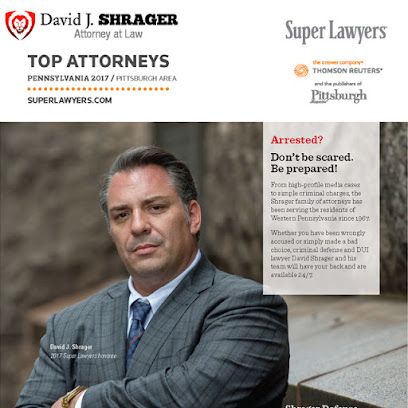 David J. SHRAGER
Attorney at Law
Super Lawyers
TOP ATTORNEYS
PENNSYLVANIA 2017 / PITTSBURGH AREA
SUPERLAWYERS.COM
the answer company
THOMSON REUTERS
and the publishers of
Pittsburgh
Arrested?
Don't be scared.
Be prepared!
From high-profile media cases
to simple criminal charges, the
Shrager family of attorneys has
been serving the residents of
Western Pennsylvania since 1967.
Whether you have been wrongly
accused or simply made a bad
choice, criminal defense and DUI
lawyer David Shrager and his
team will have your back and are
available 24/7.
David J. Shrager
2017 Super Lawyers honoree
Shrager Defense